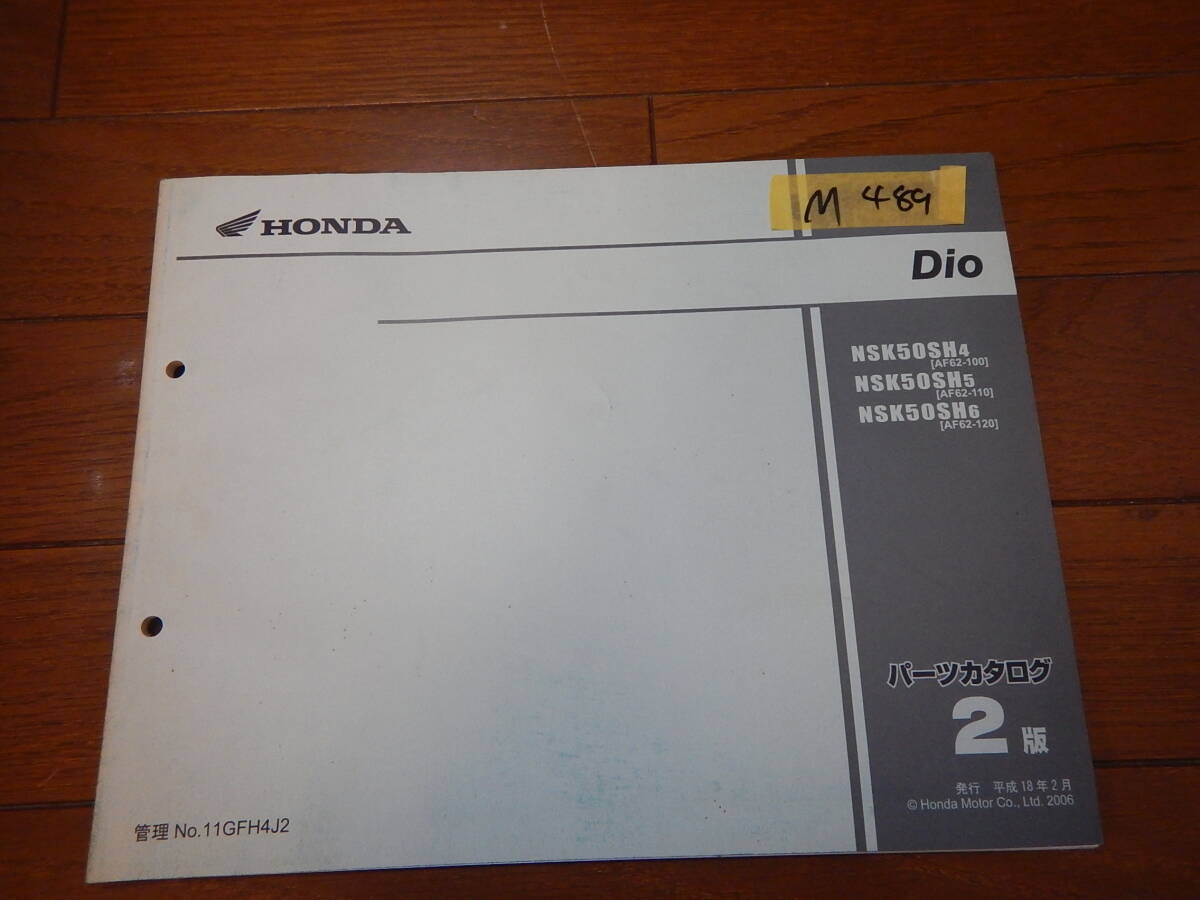 M 489
HONDA
Dio
NSK50SH4
[AF62-100]
NSK50SH5
[AF62-110]
NSK50SH6
[AF62-120]
パーツカタログ
2版
発行 平成18年2月
© Honda Motor Co., Ltd. 2006
管理 No.11GFH4J2